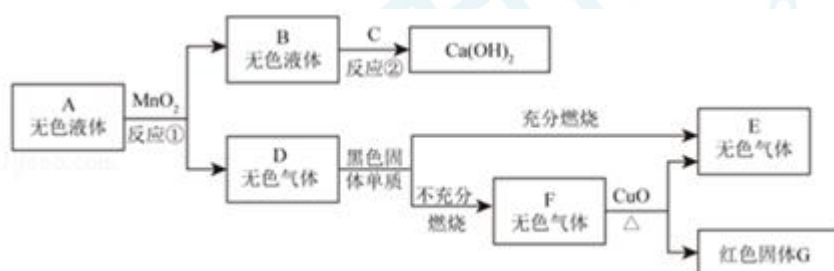 A
无色液体
MnO₂
反应①
B
无色液体
C
反应②
Ca(OH)₂
D
无色气体
黑色固
体单质
充分燃烧
不充分
燃烧
F
无色气体
CuO
△
E
无色气体
红色固体G